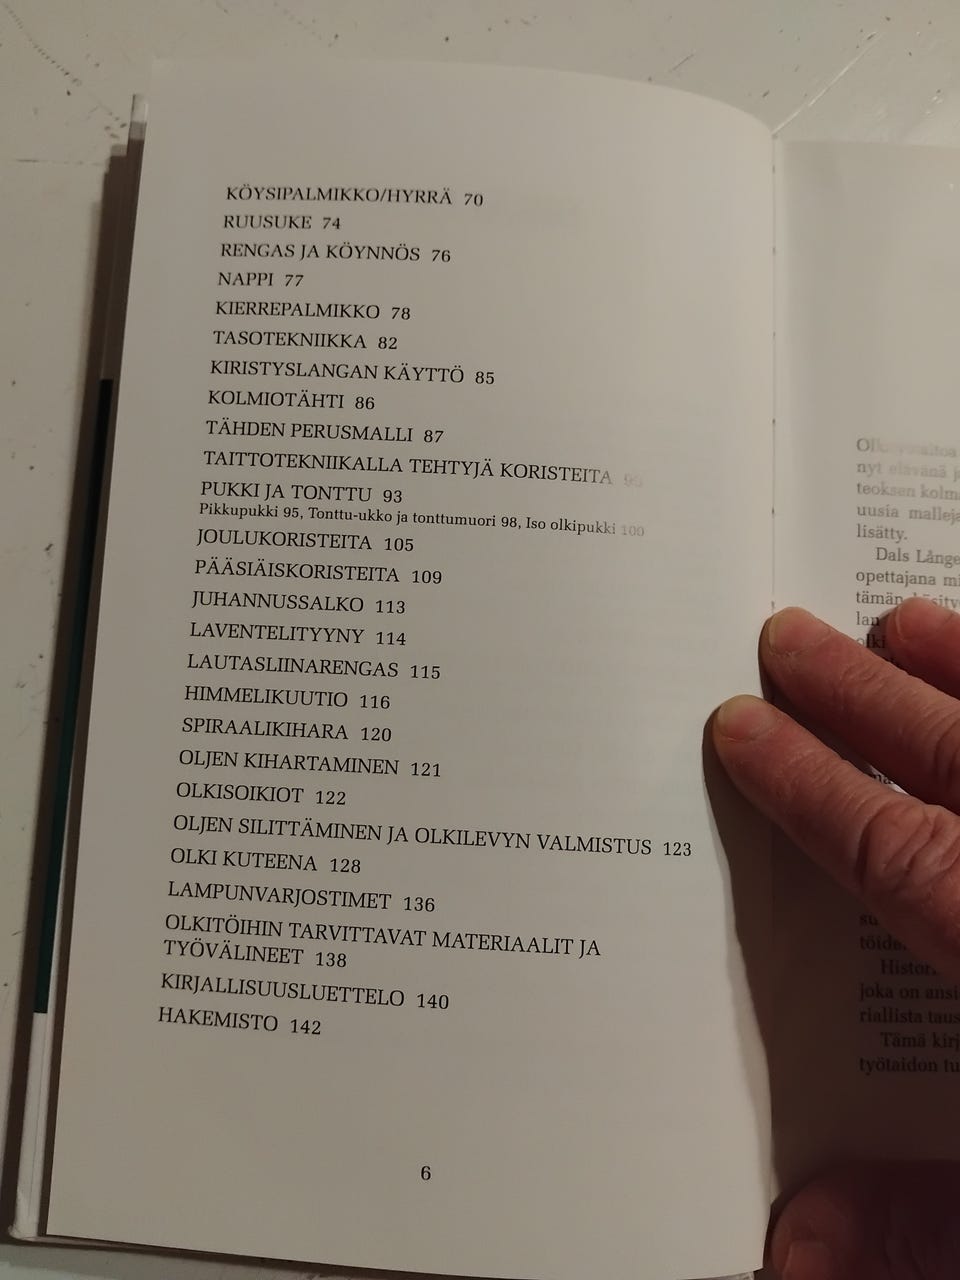 KÖYSIPALMIKKO/HYRRÄ 70
RUUSUKE 74
RENGAS JA KÖYNNÖS 76
NAPPI 77
KIERREPALMIKKO 78
TASOTEKNIIKKA 82
KIRISTYSLANGAN KÄYTTÖ 85
KOLMIOTÄHTI 86
TÄHDEN PERUSMALLI 87
TAITTOTEKNIIKALLA TEHTYJÄ KORISTEITA
PUKKI JA TONTTU 93
Pikkupukki 95, Tonttu-ukko ja tonttumuori 98, Iso olkipukki 100
JOULUKORISTEITA 105
PÄÄSIÄISKORISTEITA 109
JUHANNUSSALKO 113
LAVENTELITYYNY 114
LAUTASLIINARENGAS 115
HIMMELIKUUTIO 116
SPIRAALIKIHARA 120
OLJEN KIHARTAMINEN 121
OLKISOIKIOT 122
OLJEN SILITTÄMINEN JA OLKILEVYN VALMISTUS 123
OLKI KUTEENA 128
LAMPUNVARJOSTIMET 136
OLKITÖIHIN TARVITTAVAT MATERIAALIT JA
TYÖVÄLINEET 138
KIRJALLISUUSLUETTELO 140
HAKEMISTO 142
6
nyt elävänä
teoksen
uusia malleja
lisätty.
Dals
opettajana
tämän
joka on
riallista
Tämä